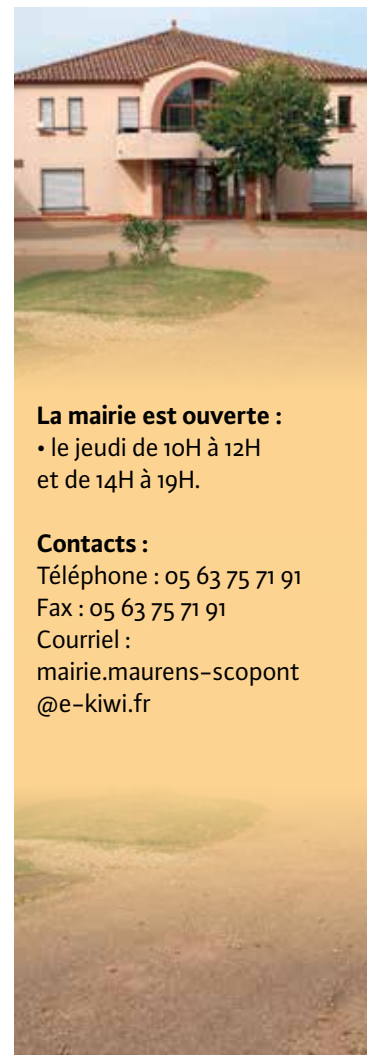 La mairie est ouverte :
• le jeudi de 10H à 12H
et de 14H à 19H.
Contacts :
Téléphone : 05 63 75 71 91
Fax : 05 63 75 71 91
Courriel :
mairie.maurens-scopont
@e-kiwi.fr